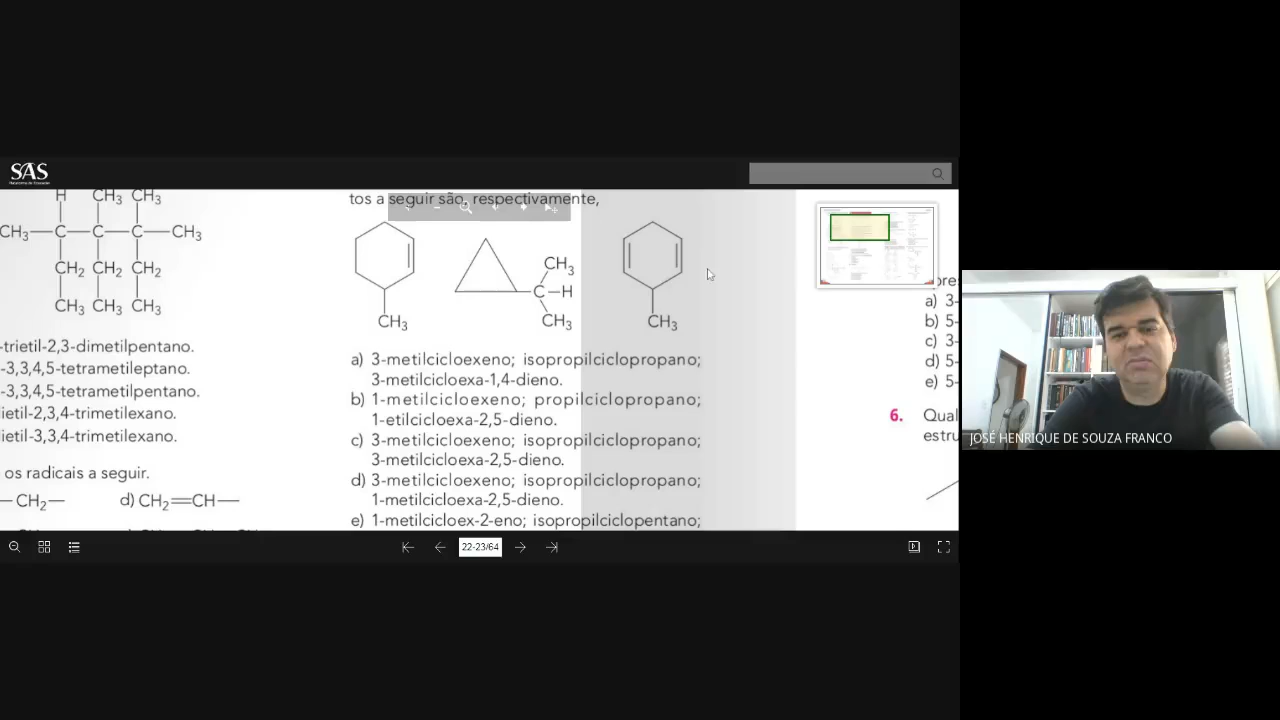 SAS
Plataforma de Educação
H CH3 CH3
CH3—C—C—C—CH3
CH2 CH2 CH2
CH3 CH3 CH3
-trietil-2,3-dimetilpentano.
-3,3,4,5-tetrametileptano.
-3,3,4,5-tetrametilpentano.
ietil-2,3,4-trimetilexano.
ietil-3,3,4-trimetilexano.
os radicais a seguir.
—CH2— d) CH2=CH—
tos a seguir são, respectivamente,
CH3
CH3
C—H
CH3
CH3
a) 3-metilcicloexeno; isopropilciclopropano;
3-metilcicloexa-1,4-dieno.
b) 1-metilcicloexeno; propilciclopropano;
1-etilcicloexa-2,5-dieno.
c) 3-metilcicloexeno; isopropilciclopropano;
3-metilcicloexa-2,5-dieno.
d) 3-metilcicloexeno; isopropilciclopropano;
1-metilcicloexa-2,5-dieno.
e) 1-metilcicloex-2-eno; isopropilciclopentano;
pres
a) 3-
b) 5-
c) 3-
d) 5-
e) 5-
6. Qual
estru
22-23/64
JOSÉ HENRIQUE DE SOUZA FRANCO